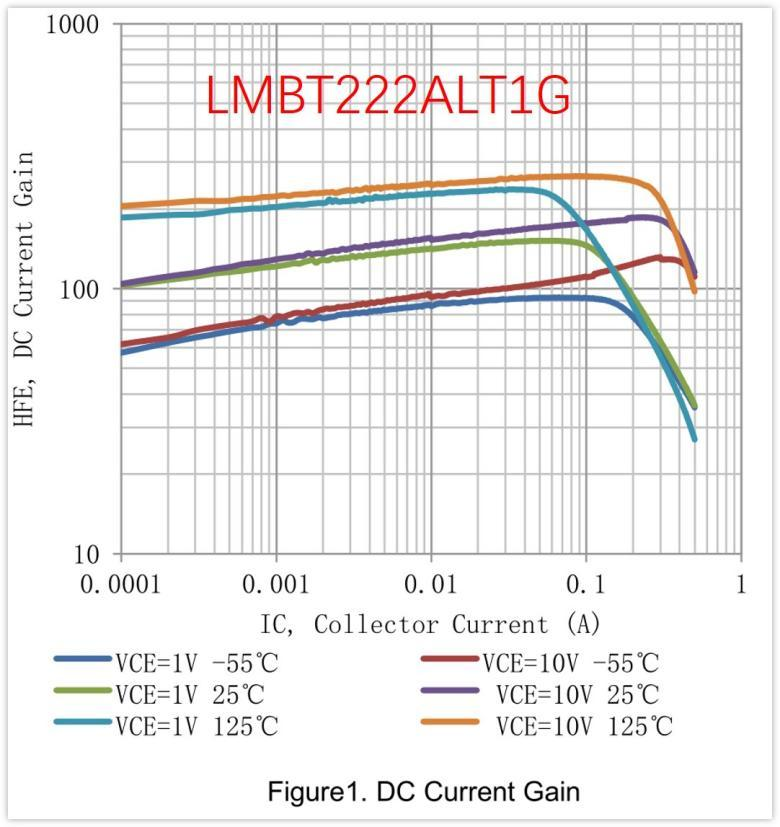 1000
LMBT222ALT1G
HFE, DC Current Gain
100
10
0.0001 0.001 0.01 0.1 1
IC, Collector Current (A)
VCE=1V -55℃ VCE=10V -55℃
VCE=1V 25℃ VCE=10V 25℃
VCE=1V 125℃ VCE=10V 125℃
Figure1. DC Current Gain